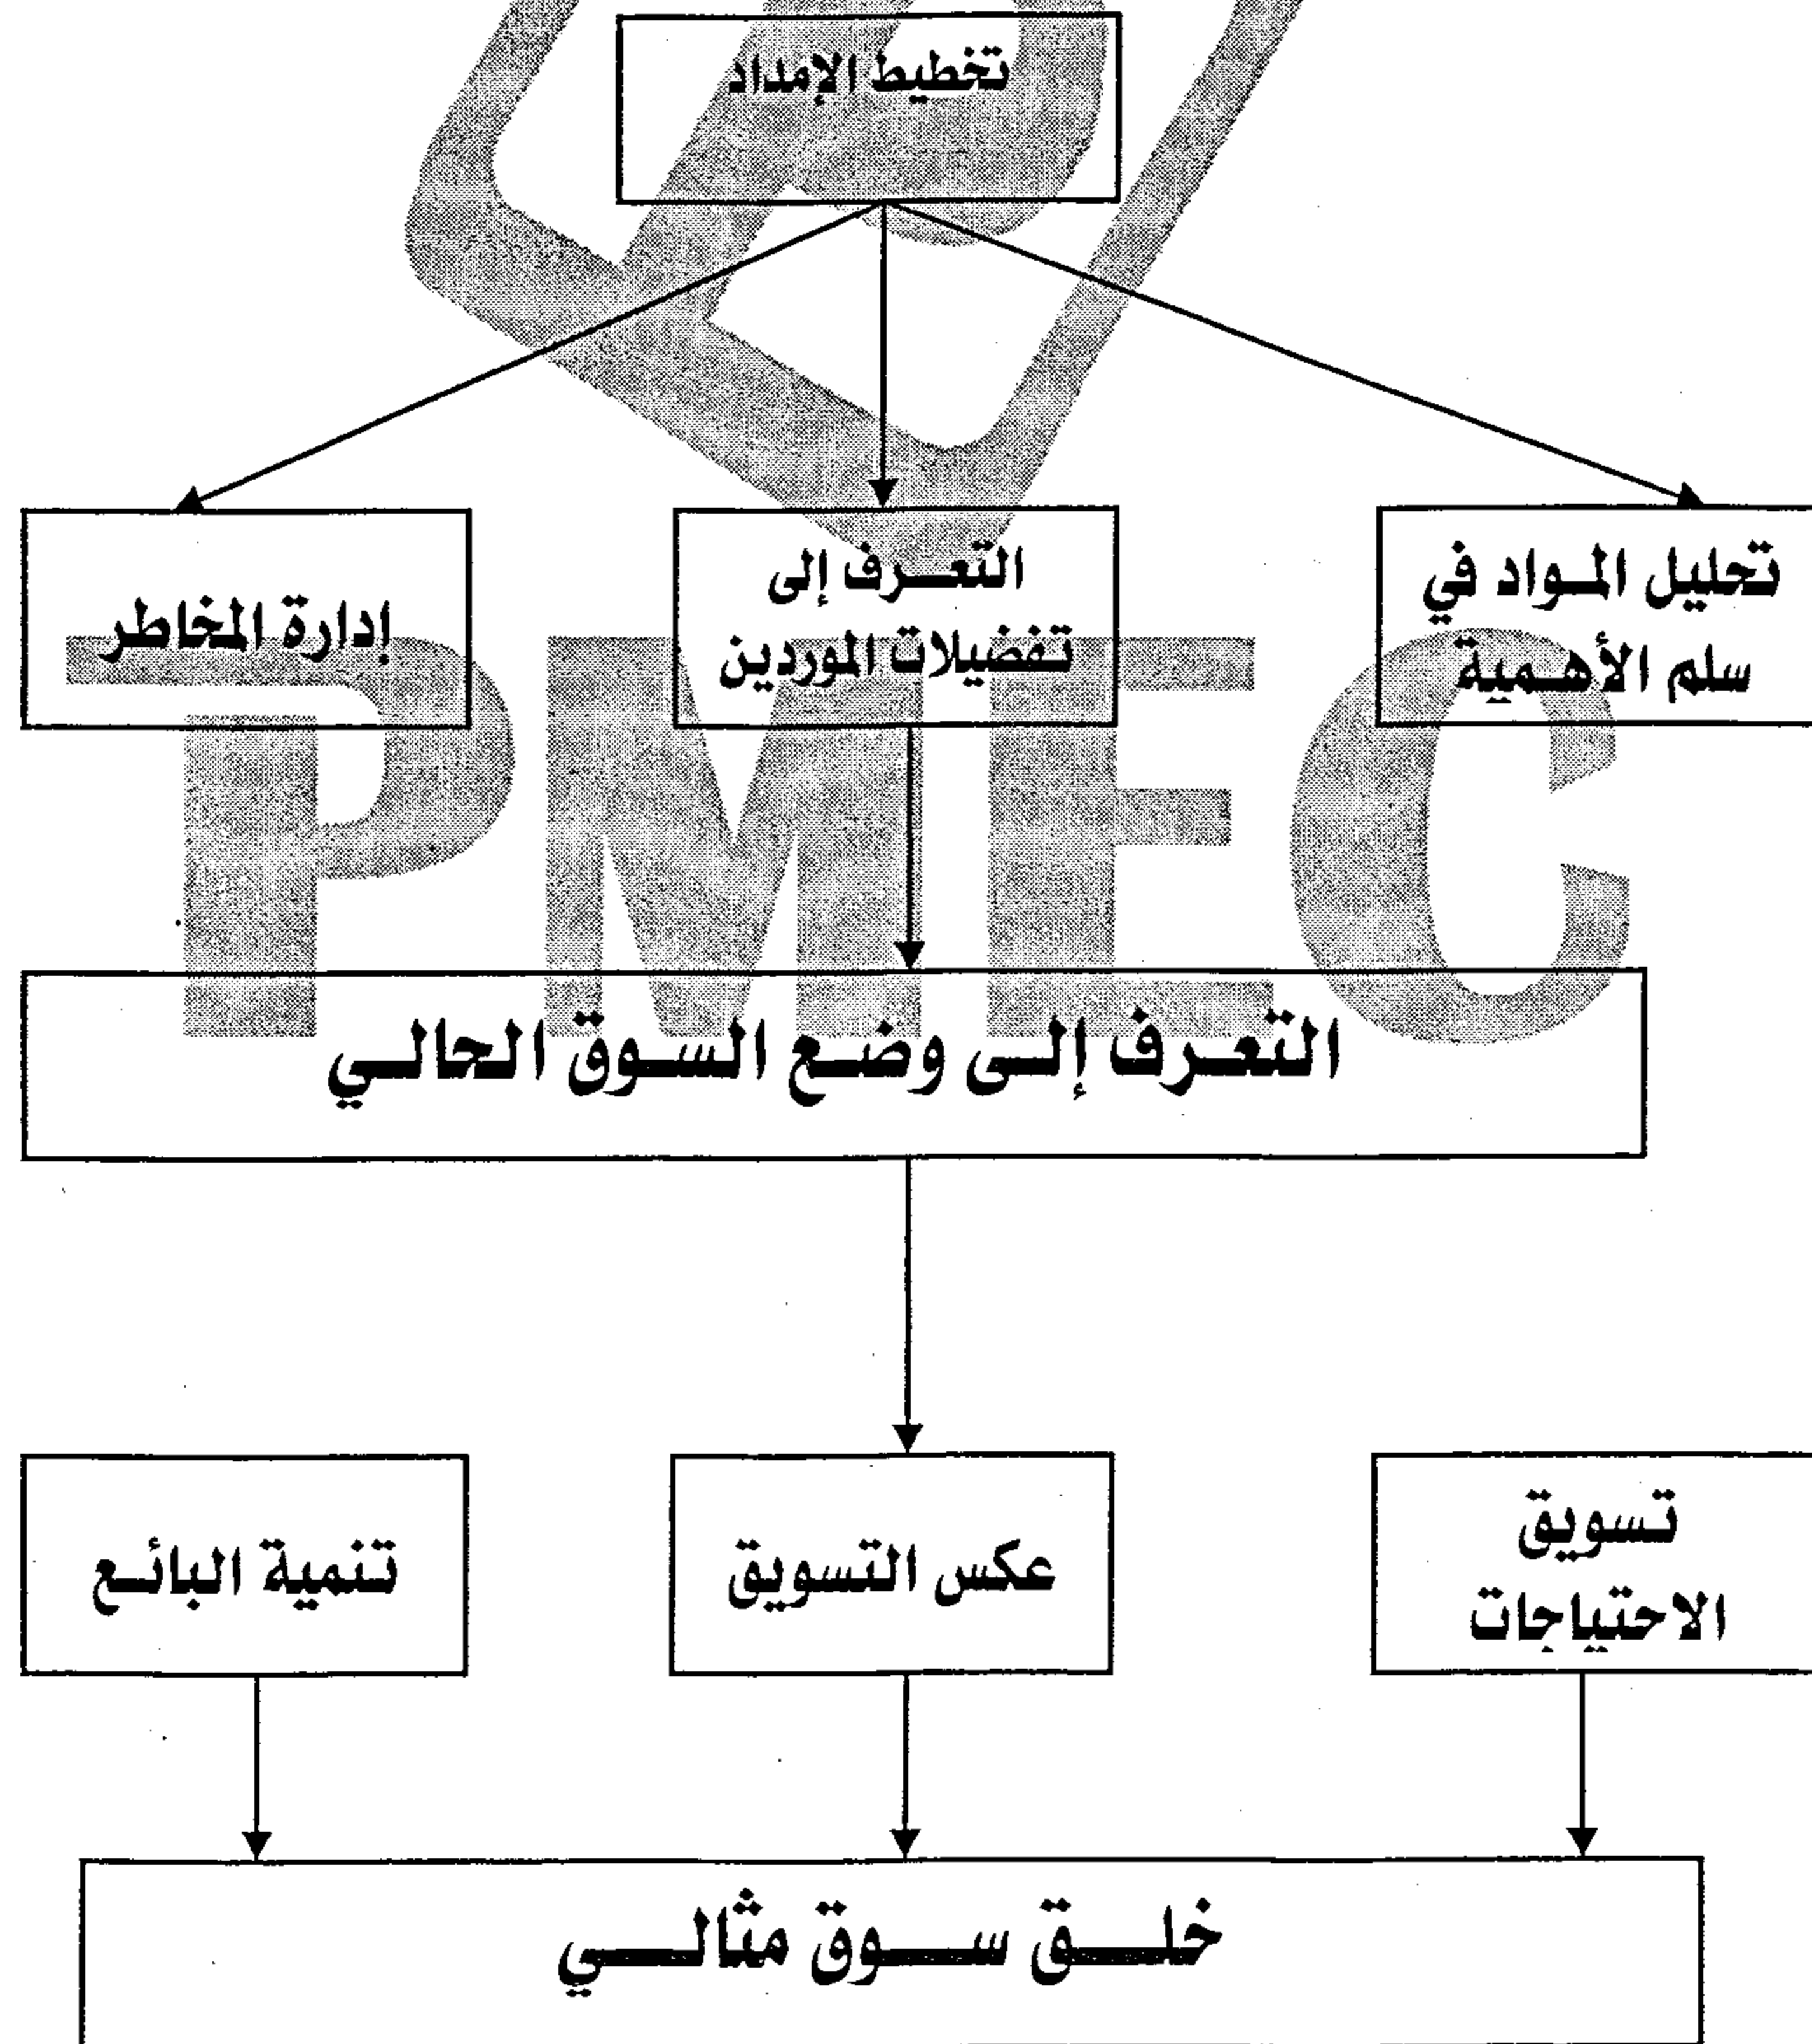 تخطيط الإمداد
تحليل المواد في
سلم الأهمية
التعرف إلى
تفضيلات الموردين
إدارة المخاطر
PMEC
التعرف إلى وضع السوق الحالي
تسويق
الاحتياجات
عكس التسويق
تنمية البائع
خلق سوق مثالي